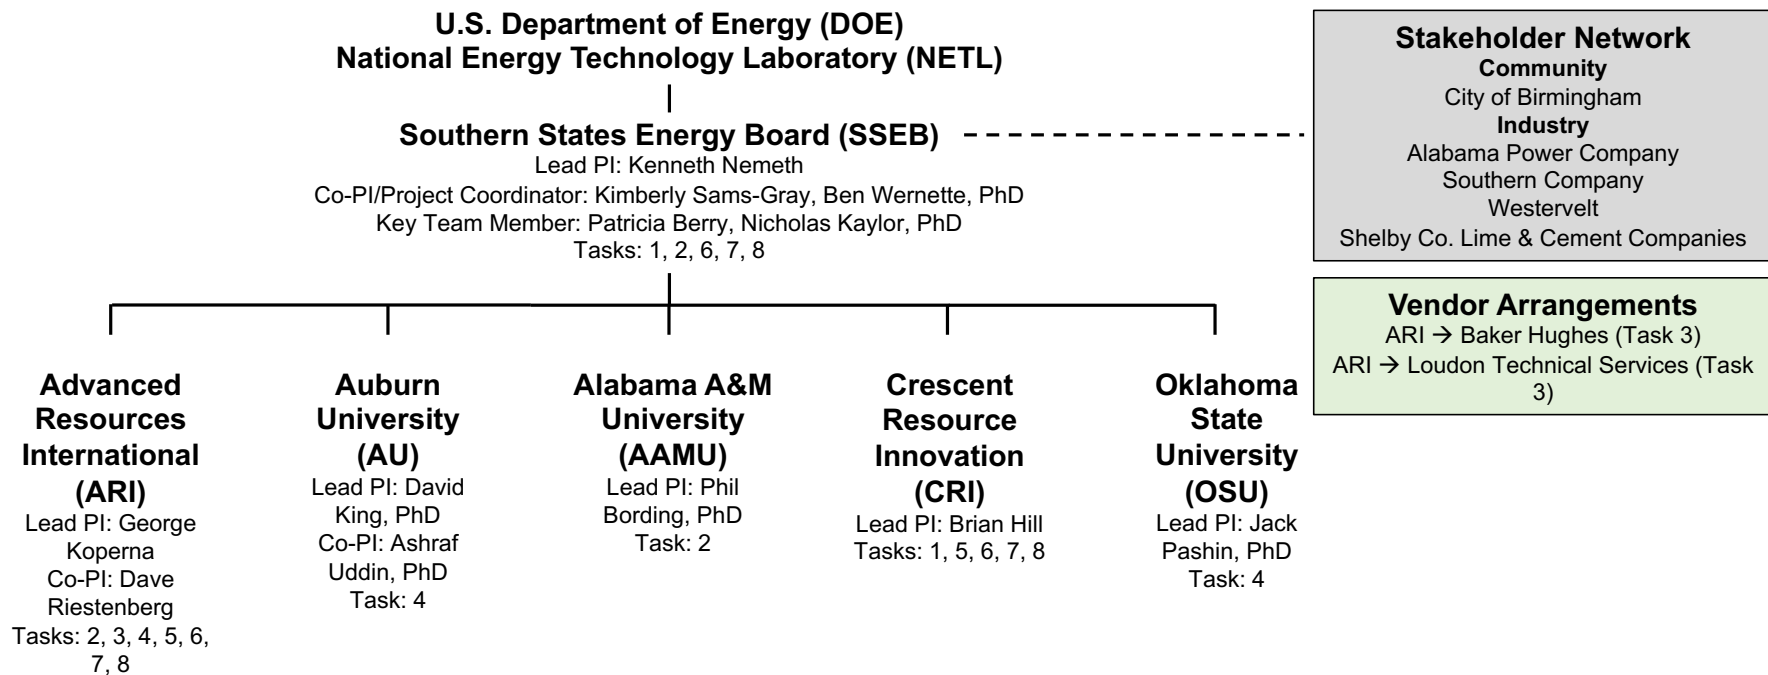 U.S. Department of Energy (DOE)
National Energy Technology Laboratory (NETL)
Southern States Energy Board (SSEB)
Lead PI: Kenneth Nemeth
Co-PI/Project Coordinator: Kimberly Sams-Gray, Ben Wernette, PhD
Key Team Member: Patricia Berry, Nicholas Kaylor, PhD
Tasks: 1, 2, 6, 7, 8
Stakeholder Network
Community
City of Birmingham
Industry
Alabama Power Company
Southern Company
Westervelt
Shelby Co. Lime & Cement Companies
Vendor Arrangements
ARI → Baker Hughes (Task 3)
ARI → Loudon Technical Services (Task
3)
Advanced
Resources
International
(ARI)
Lead PI: George
Koperna
Co-PI: Dave
Riestenberg
Tasks: 2, 3, 4, 5, 6,
7, 8
Auburn
University
(AU)
Lead PI: David
King, PhD
Co-PI: Ashraf
Uddin, PhD
Task: 4
Alabama A&M
University
(AAMU)
Lead PI: Phil
Bording, PhD
Task: 2
Crescent
Resource
Innovation
(CRI)
Lead PI: Brian Hill
Tasks: 1, 5, 6, 7, 8
Oklahoma
State
University
(OSU)
Lead PI: Jack
Pashin, PhD
Task: 4